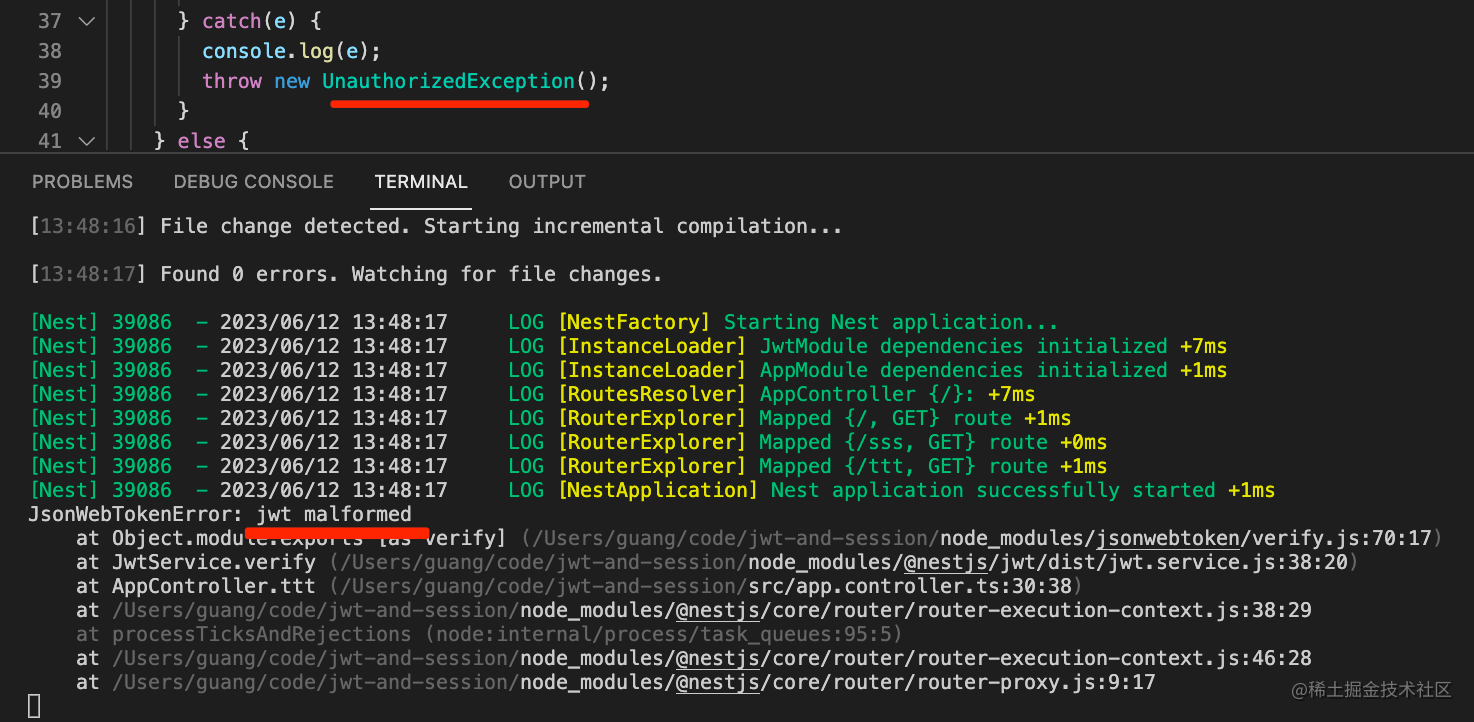 37 } catch(e) {
38 console.log(e);
39 throw new UnauthorizedException();
40 }
41 } else {
PROBLEMS DEBUG CONSOLE TERMINAL OUTPUT
[13:48:16] File change detected. Starting incremental compilation...
[13:48:17] Found 0 errors. Watching for file changes.
[Nest] 39086 - 2023/06/12 13:48:17 LOG [NestFactory] Starting Nest application...
[Nest] 39086 - 2023/06/12 13:48:17 LOG [InstanceLoader] JwtModule dependencies initialized +7ms
[Nest] 39086 - 2023/06/12 13:48:17 LOG [InstanceLoader] AppModule dependencies initialized +1ms
[Nest] 39086 - 2023/06/12 13:48:17 LOG [RoutesResolver] AppController {/}: +7ms
[Nest] 39086 - 2023/06/12 13:48:17 LOG [RouterExplorer] Mapped {/, GET} route +1ms
[Nest] 39086 - 2023/06/12 13:48:17 LOG [RouterExplorer] Mapped {/sss, GET} route +0ms
[Nest] 39086 - 2023/06/12 13:48:17 LOG [RouterExplorer] Mapped {/ttt, GET} route +1ms
[Nest] 39086 - 2023/06/12 13:48:17 LOG [NestApplication] Nest application successfully started +1ms
JsonWebTokenError: jwt malformed
at Object.module.exports [as verify] (/Users/guang/code/jwt-and-session/node_modules/jsonwebtoken/verify.js:70:17)
at JwtService.verify (/Users/guang/code/jwt-and-session/node_modules/@nestjs/jwt/dist/jwt.service.js:38:20)
at AppController.ttt (/Users/guang/code/jwt-and-session/src/app.controller.ts:30:38)
at /Users/guang/code/jwt-and-session/node_modules/@nestjs/core/router/router-execution-context.js:38:29
at processTicksAndRejections (node:internal/process/task_queues:95:5)
at /Users/guang/code/jwt-and-session/node_modules/@nestjs/core/router/router-execution-context.js:46:28
at /Users/guang/code/jwt-and-session/node_modules/@nestjs/core/router/router-proxy.js:9:17
@稀土掘金技术社区